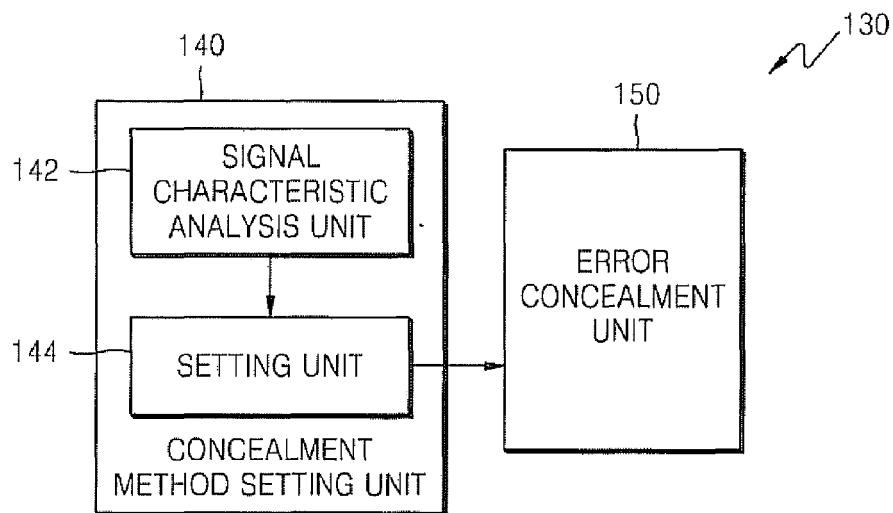 130
140
150
142
SIGNAL
CHARACTERISTIC
ANALYSIS UNIT
ERROR
CONCEALMENT
UNIT
144
SETTING UNIT
CONCEALMENT
METHOD SETTING UNIT